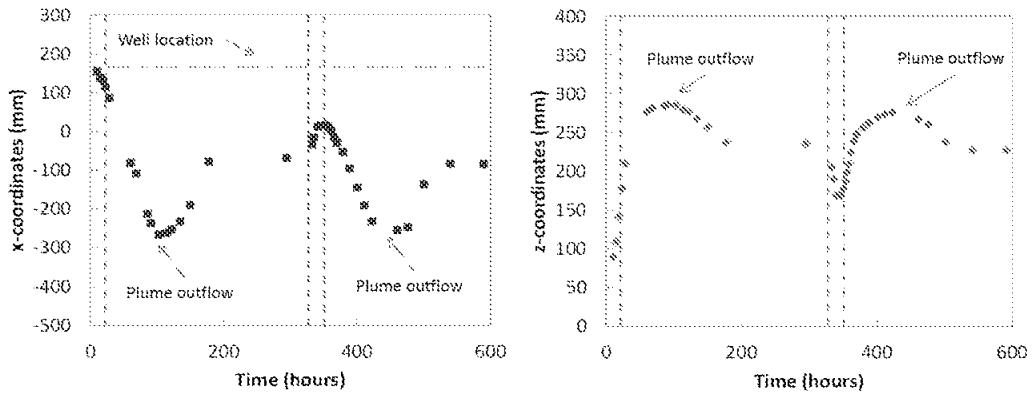 300
200
100
0
-100
-200
-300
-400
-500
0
200
400
600
x-coordinates (mm)
Time (hours)
Well location
Plume outflow
Plume outflow
400
350
300
250
200
150
100
50
0
0
200
400
600
z-coordinates (mm)
Time (hours)
Plume outflow
Plume outflow